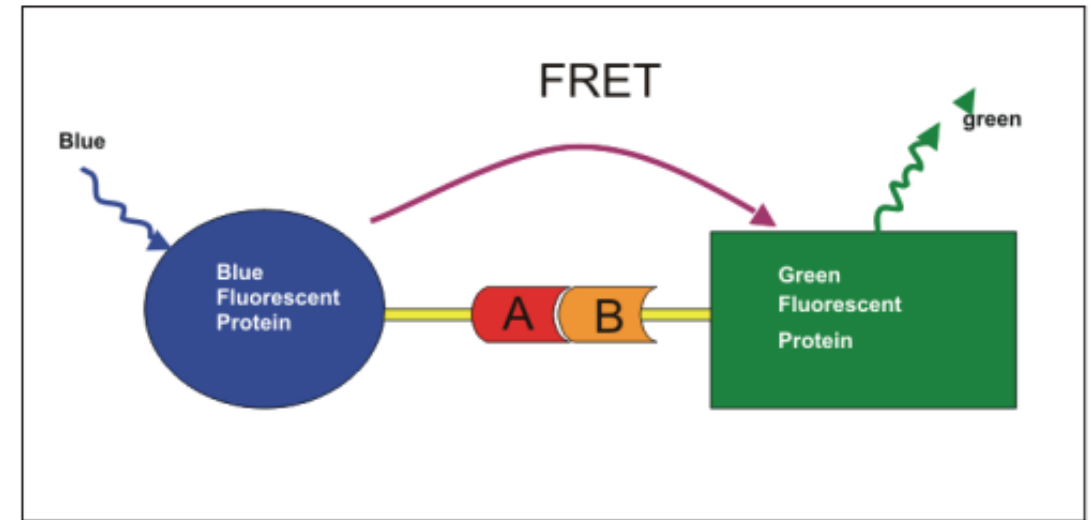 FRET
Blue
green
Blue
Fluorescent
Protein
A
B
Green
Fluorescent
Protein